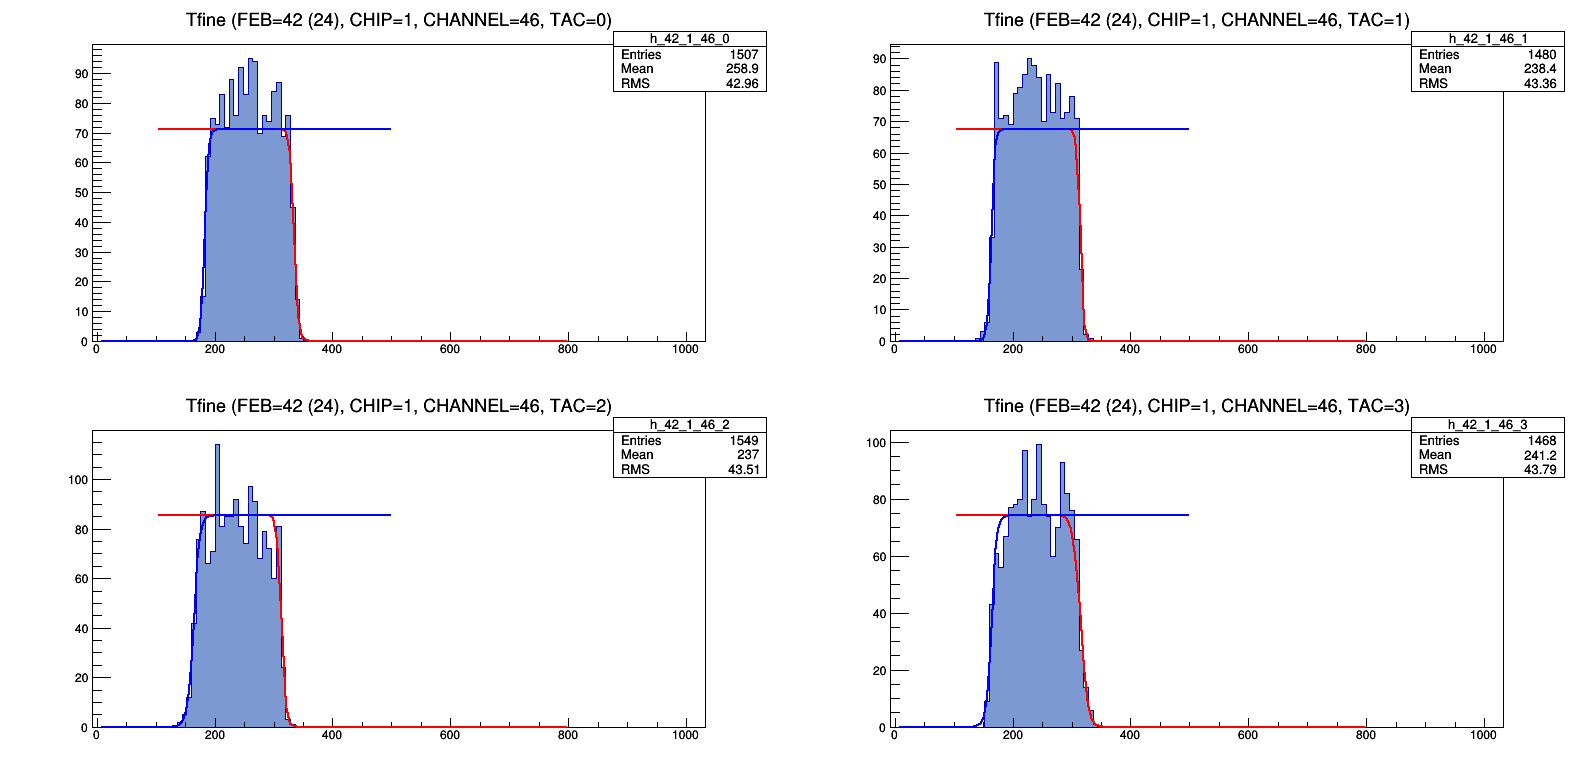 Tfine (FEB=42 (24), CHIP=1, CHANNEL=46, TAC=0)
h_42_1_46_0
Entries 1507
Mean 258.9
RMS 42.96
90
80
70
60
50
40
30
20
10
0
0 200 400 600 800 1000
Tfine (FEB=42 (24), CHIP=1, CHANNEL=46, TAC=1)
h_42_1_46_1
Entries 1480
Mean 238.4
RMS 43.36
90
80
70
60
50
40
30
20
10
0
0 200 400 600 800 1000
Tfine (FEB=42 (24), CHIP=1, CHANNEL=46, TAC=2)
h_42_1_46_2
Entries 1549
Mean 237
RMS 43.51
100
80
60
40
20
0
0 200 400 600 800 1000
Tfine (FEB=42 (24), CHIP=1, CHANNEL=46, TAC=3)
h_42_1_46_3
Entries 1468
Mean 241.2
RMS 43.79
100
80
60
40
20
0
0 200 400 600 800 1000